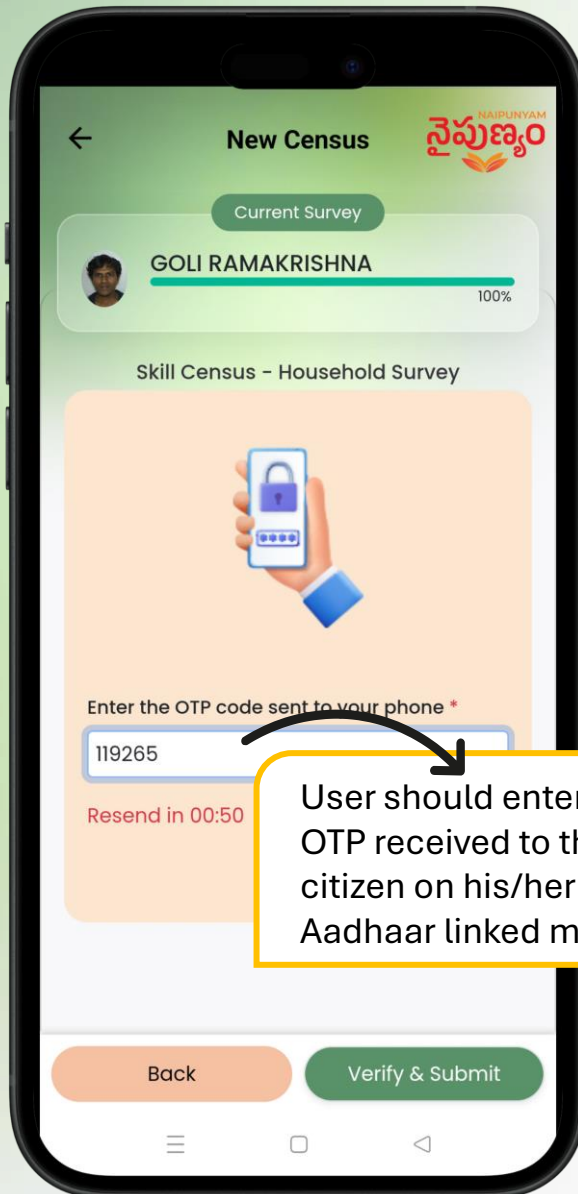 New Census
NAIPUNYAM
నైపుణ్యం
Current Survey
GOLI RAMAKRISHNA
100%
Skill Census - Household Survey
Enter the OTP code sent to your phone *
119265
Resend in 00:50
User should enter
OTP received to th
citizen on his/her
Aadhaar linked m
Back
Verify & Submit